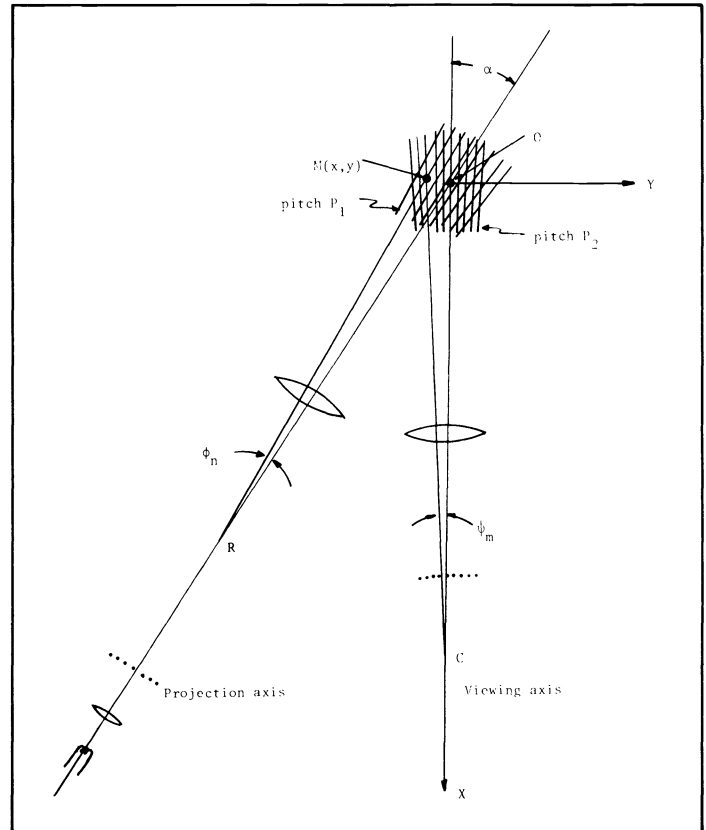 α
M(x,y)
O
Y
pitch P₁
pitch P₂
ϕₙ
R
ψₘ
C
Projection axis
Viewing axis
X